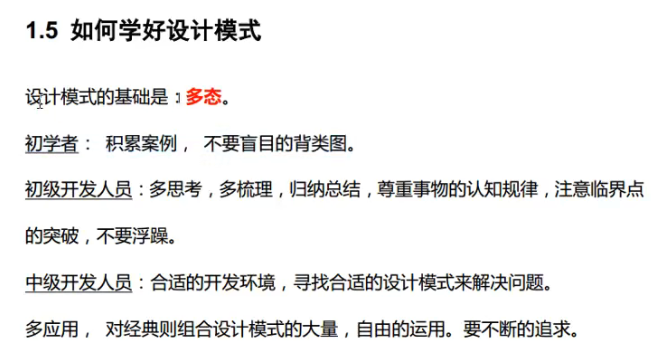 1.5 如何学好设计模式
设计模式的基础是：多态。
初学者： 积累案例， 不要盲目的背类图。
初级开发人员：多思考，多梳理，归纳总结，尊重事物的认知规律，注意临界点
的突破，不要浮躁。
中级开发人员：合适的开发环境，寻找合适的设计模式来解决问题。
多应用， 对经典则组合设计模式的大量，自由的运用。要不断的追求。